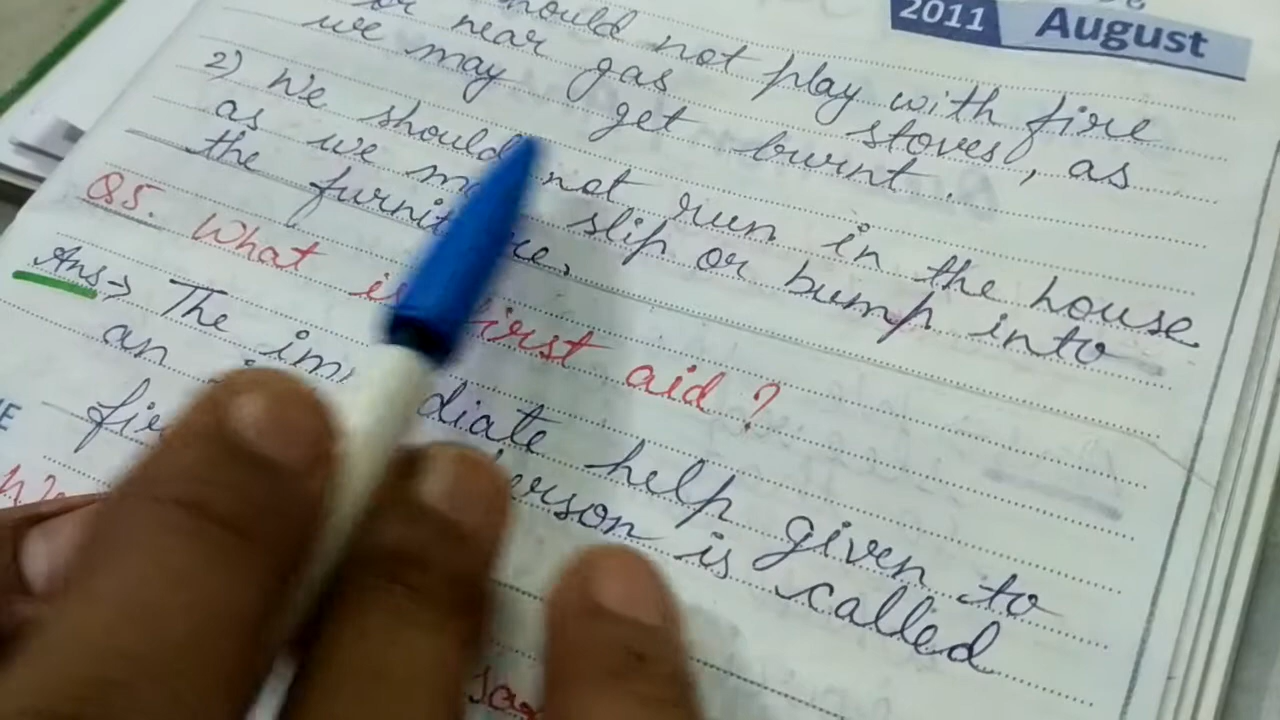 2011 August
should not play with fire
or near gas stoves, as
we may get burnt.
2) We should not run in the house
as we slip or bump into
the furniture.
Q5. What is first aid?
Ans→ The immediate help given to
an person is called
NE